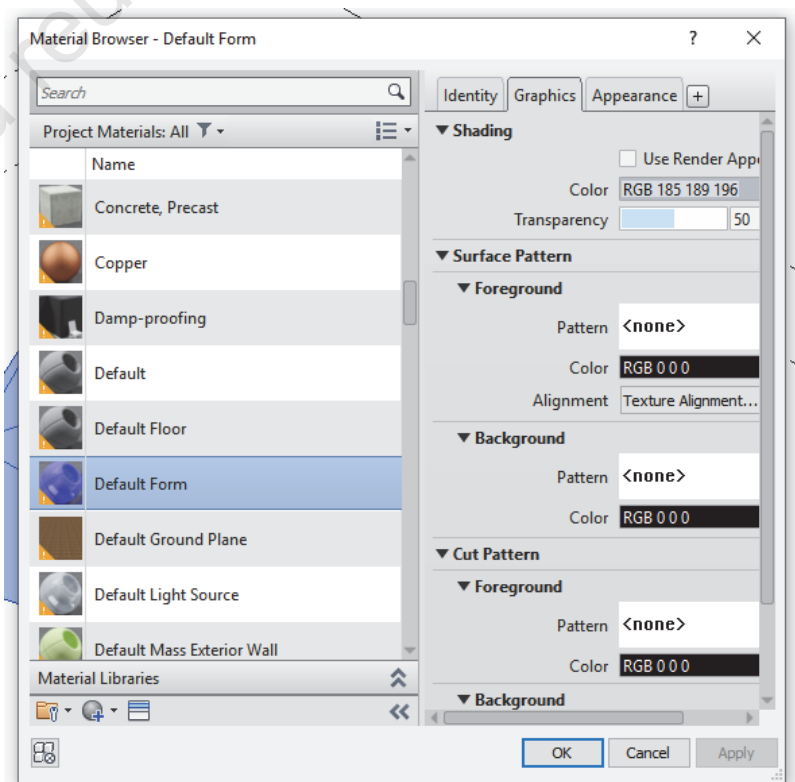 Material Browser - Default Form
?
Search
Project Materials: All
Name
Concrete, Precast
Copper
Damp-proofing
Default
Default Floor
Default Form
Default Ground Plane
Default Light Source
Default Mass Exterior Wall
Material Libraries
Identity
Graphics
Appearance
+
Shading
Use Render Appe
Color RGB 185 189 196
Transparency 50
Surface Pattern
Foreground
Pattern <none>
Color RGB 0 0 0
Alignment Texture Alignment...
Background
Pattern <none>
Color RGB 0 0 0
Cut Pattern
Foreground
Pattern <none>
Color RGB 0 0 0
Background
OK
Cancel
Apply